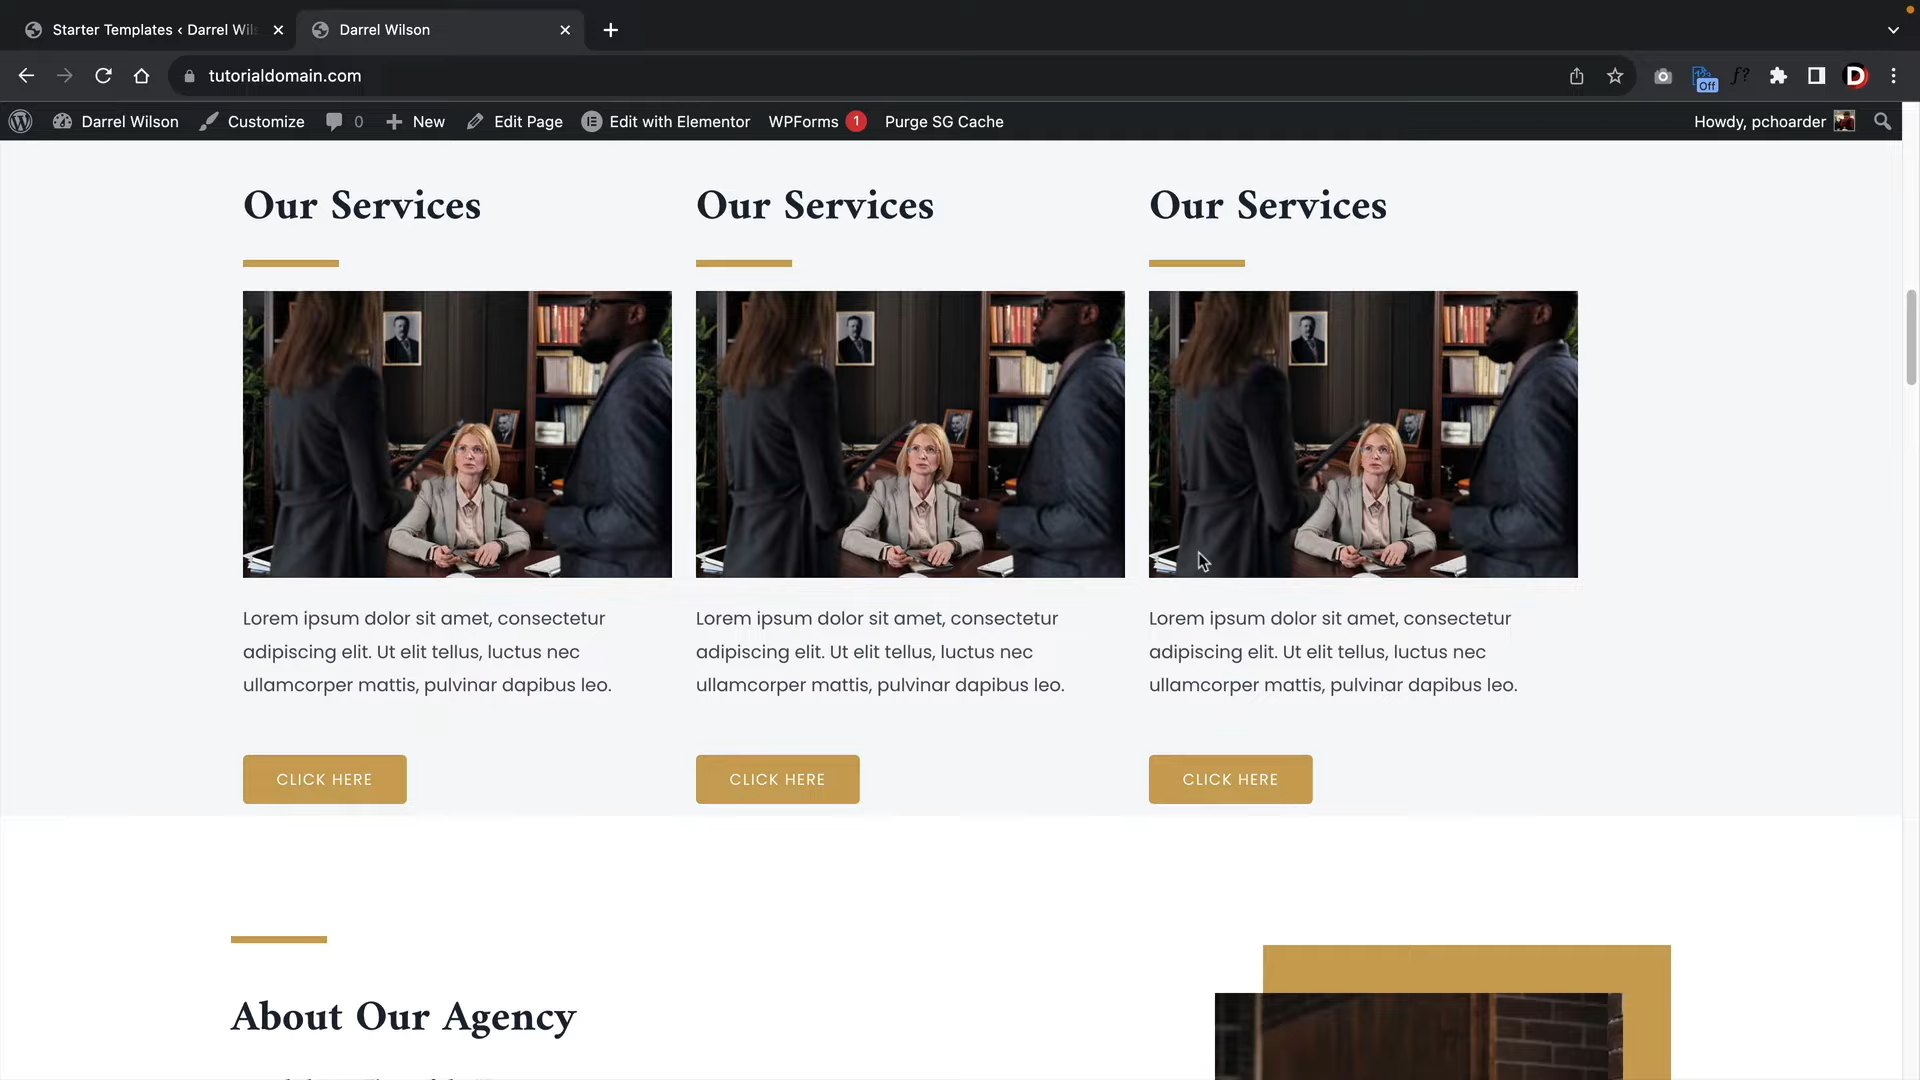 Starter Templates ‹ Darrel Wils
Darrel Wilson
tutorialdomain.com
f?
Off
D
Darrel Wilson
Customize
0
New
Edit Page
Edit with Elementor
WPForms 1
Purge SG Cache
Howdy, pchoarder
Our Services
Our Services
Our Services
Lorem ipsum dolor sit amet, consectetur
adipiscing elit. Ut elit tellus, luctus nec
ullamcorper mattis, pulvinar dapibus leo.
Lorem ipsum dolor sit amet, consectetur
adipiscing elit. Ut elit tellus, luctus nec
ullamcorper mattis, pulvinar dapibus leo.
Lorem ipsum dolor sit amet, consectetur
adipiscing elit. Ut elit tellus, luctus nec
ullamcorper mattis, pulvinar dapibus leo.
CLICK HERE
CLICK HERE
CLICK HERE
About Our Agency